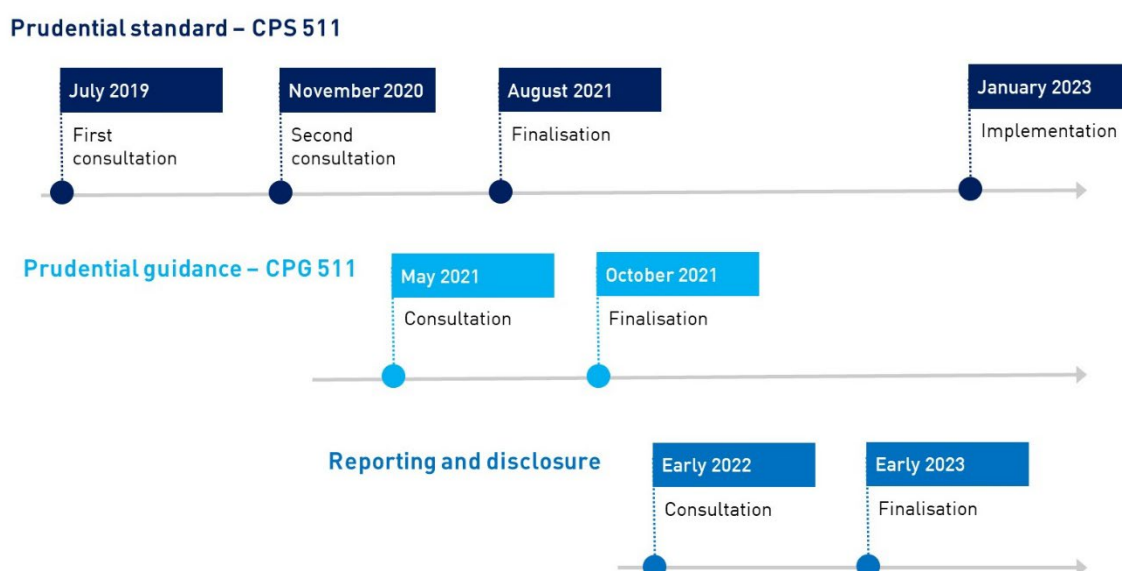 Prudential standard – CPS 511
July 2019
November 2020
August 2021
January 2023
First
consultation
Second
consultation
Finalisation
Implementation
Prudential guidance – CPG 511
May 2021
October 2021
Consultation
Finalisation
Reporting and disclosure
Early 2022
Early 2023
Consultation
Finalisation